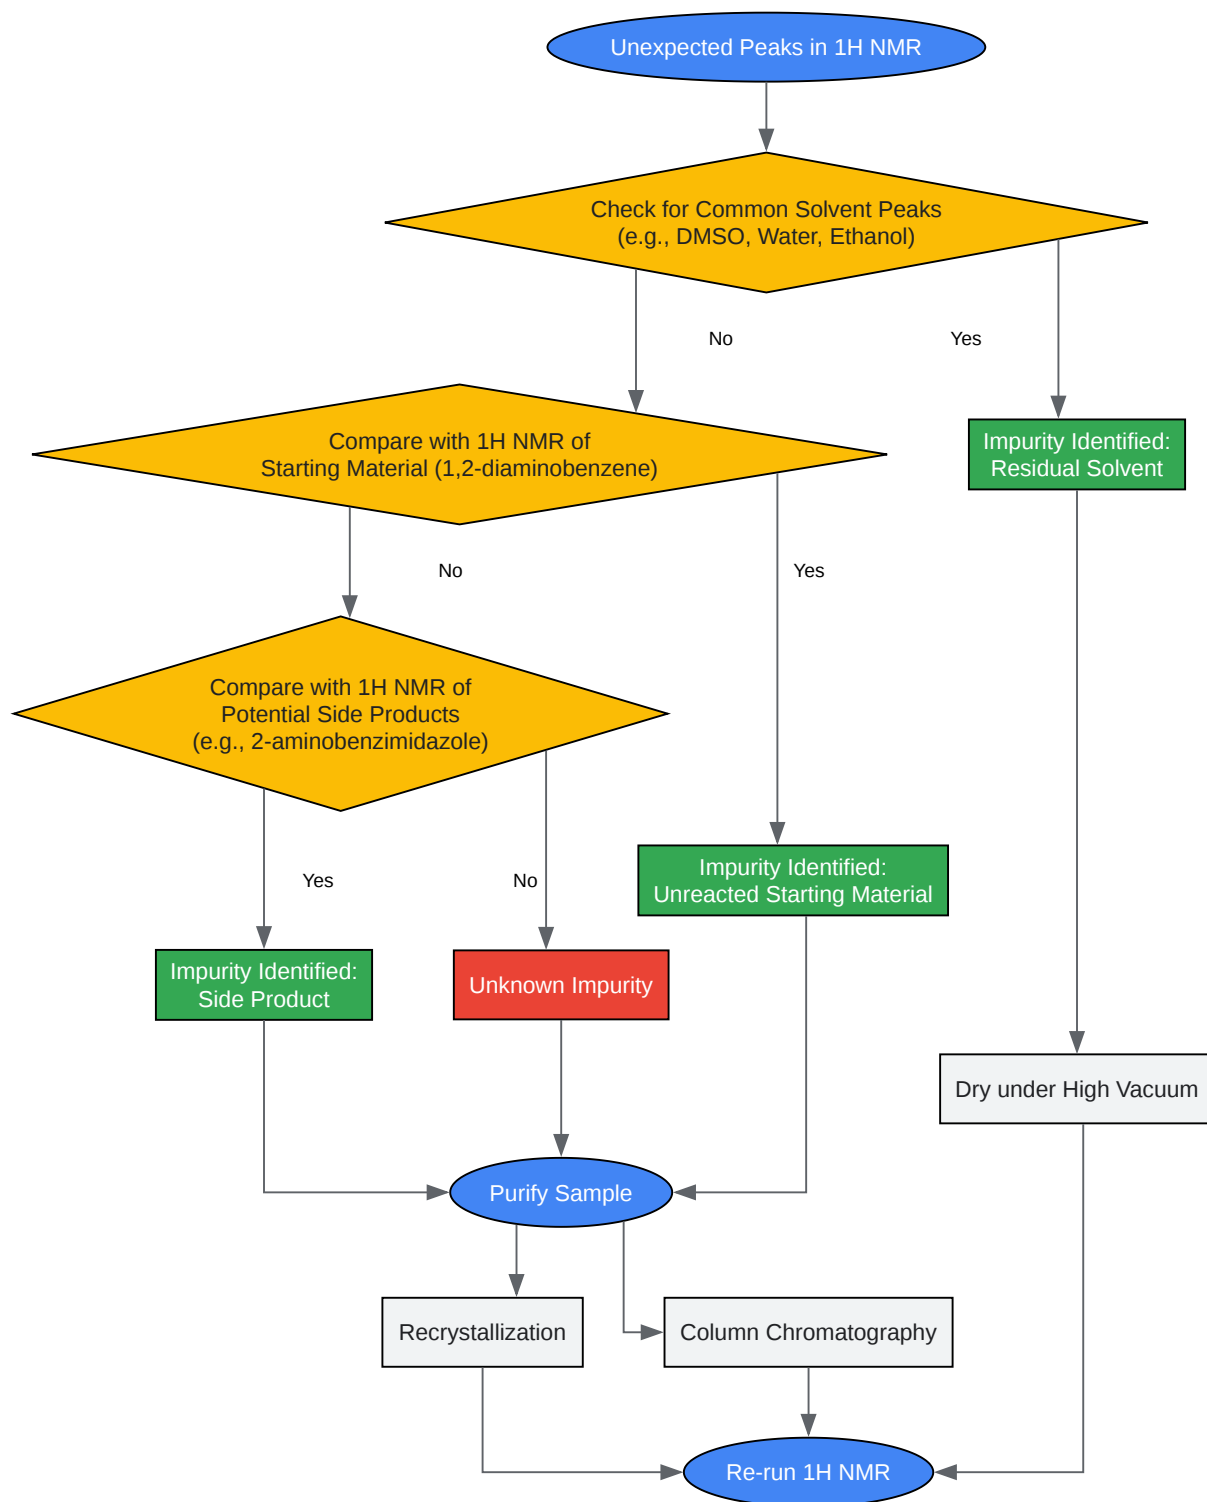 Unexpected Peaks in 1H NMR
Check for Common Solvent Peaks
(e.g., DMSO, Water, Ethanol)
No
Yes
Compare with 1H NMR of
Starting Material (1,2-diaminobenzene)
Impurity Identified:
Residual Solvent
No
Yes
Compare with 1H NMR of
Potential Side Products
(e.g., 2-aminobenzimidazole)
Yes
No
Impurity Identified:
Unreacted Starting Material
Impurity Identified:
Side Product
Unknown Impurity
Dry under High Vacuum
Purify Sample
Recrystallization
Column Chromatography
Re-run 1H NMR